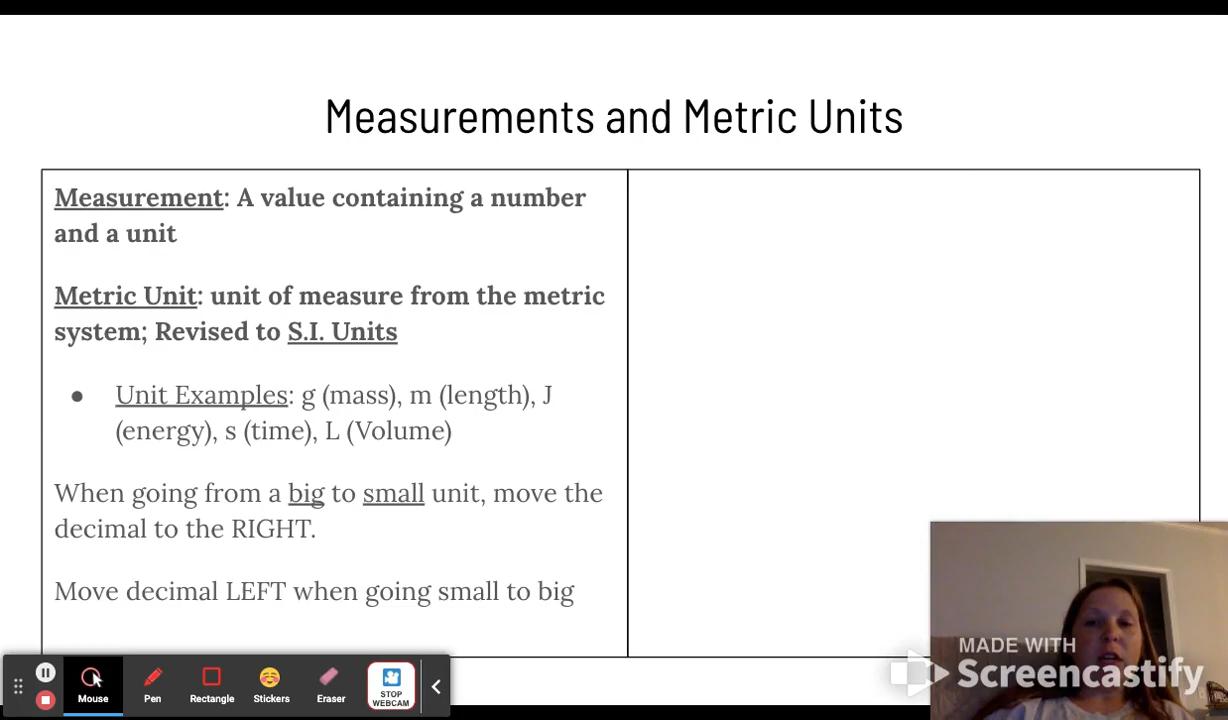 Measurements and Metric Units
Measurement: A value containing a number
and a unit
Metric Unit: unit of measure from the metric
system; Revised to S.I. Units
● Unit Examples: g (mass), m (length), J
(energy), s (time), L (Volume)
When going from a big to small unit, move the
decimal to the RIGHT.
Move decimal LEFT when going small to big
Mouse
Pen
Rectangle
Stickers
Eraser
STOP
WEBCAM
MADE WITH
Screencastify